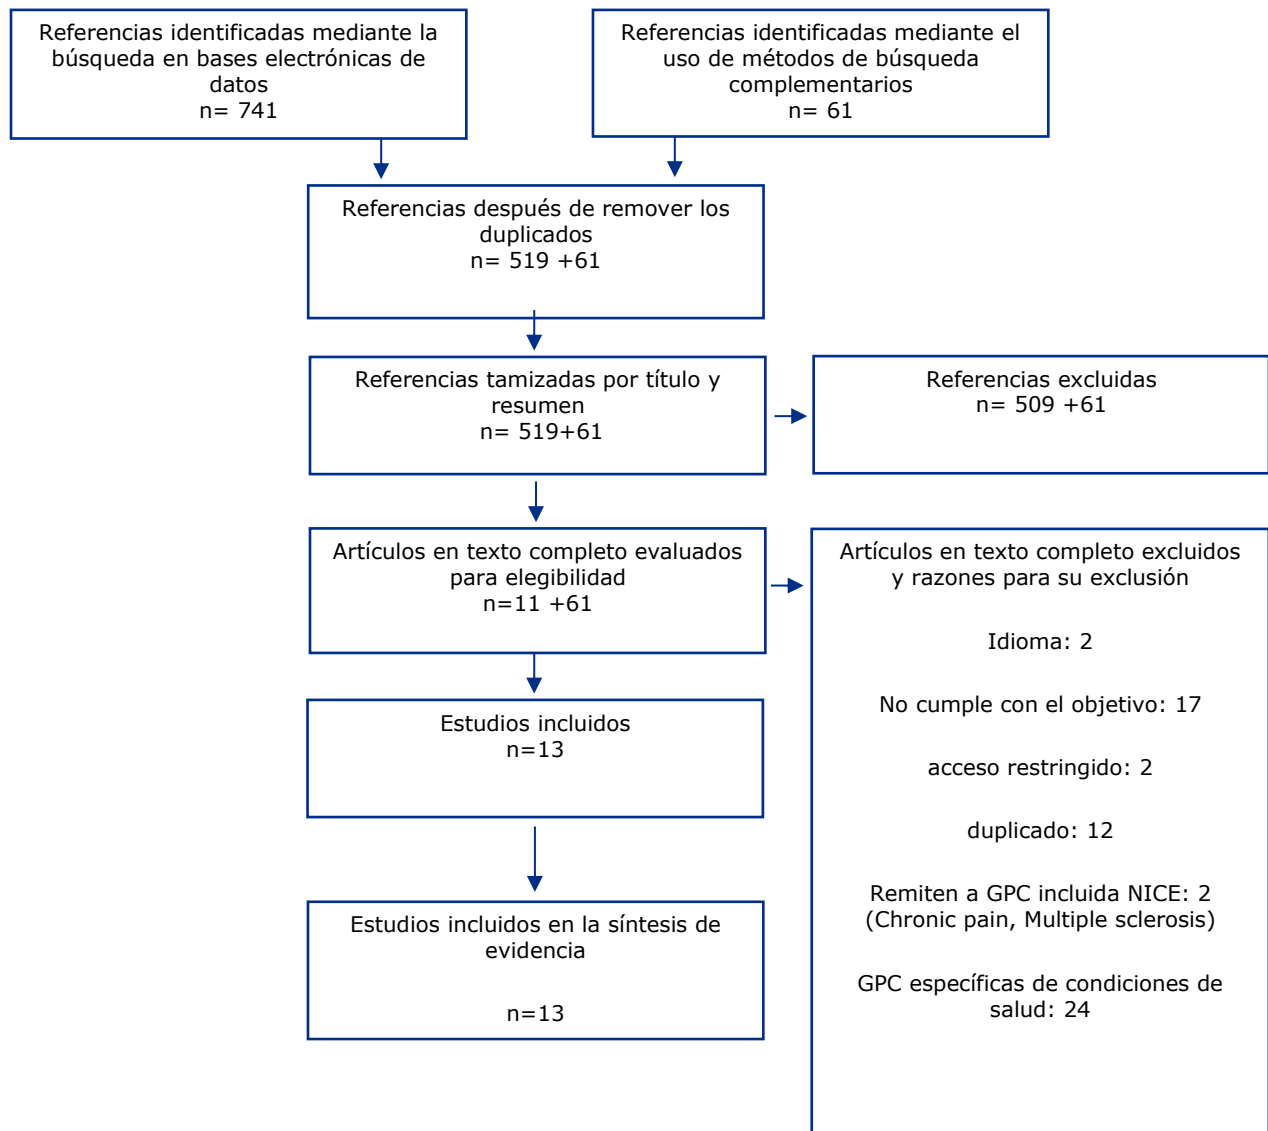 Referencias identificadas mediante la
búsqueda en bases electrónicas de
datos
n= 741
Referencias identificadas mediante el
uso de métodos de búsqueda
complementarios
n= 61
Referencias después de remover los
duplicados
n= 519 +61
Referencias tamizadas por título y
resumen
n= 519+61
Referencias excluidas
n= 509 +61
Artículos en texto completo evaluados
para elegibilidad
n=11 +61
Artículos en texto completo excluidos
y razones para su exclusión
Idioma: 2
No cumple con el objetivo: 17
acceso restringido: 2
duplicado: 12
Remiten a GPC incluida NICE: 2
(Chronic pain, Multiple sclerosis)
GPC específicas de condiciones de
salud: 24
Estudios incluidos
n=13
Estudios incluidos en la síntesis de
evidencia
n=13